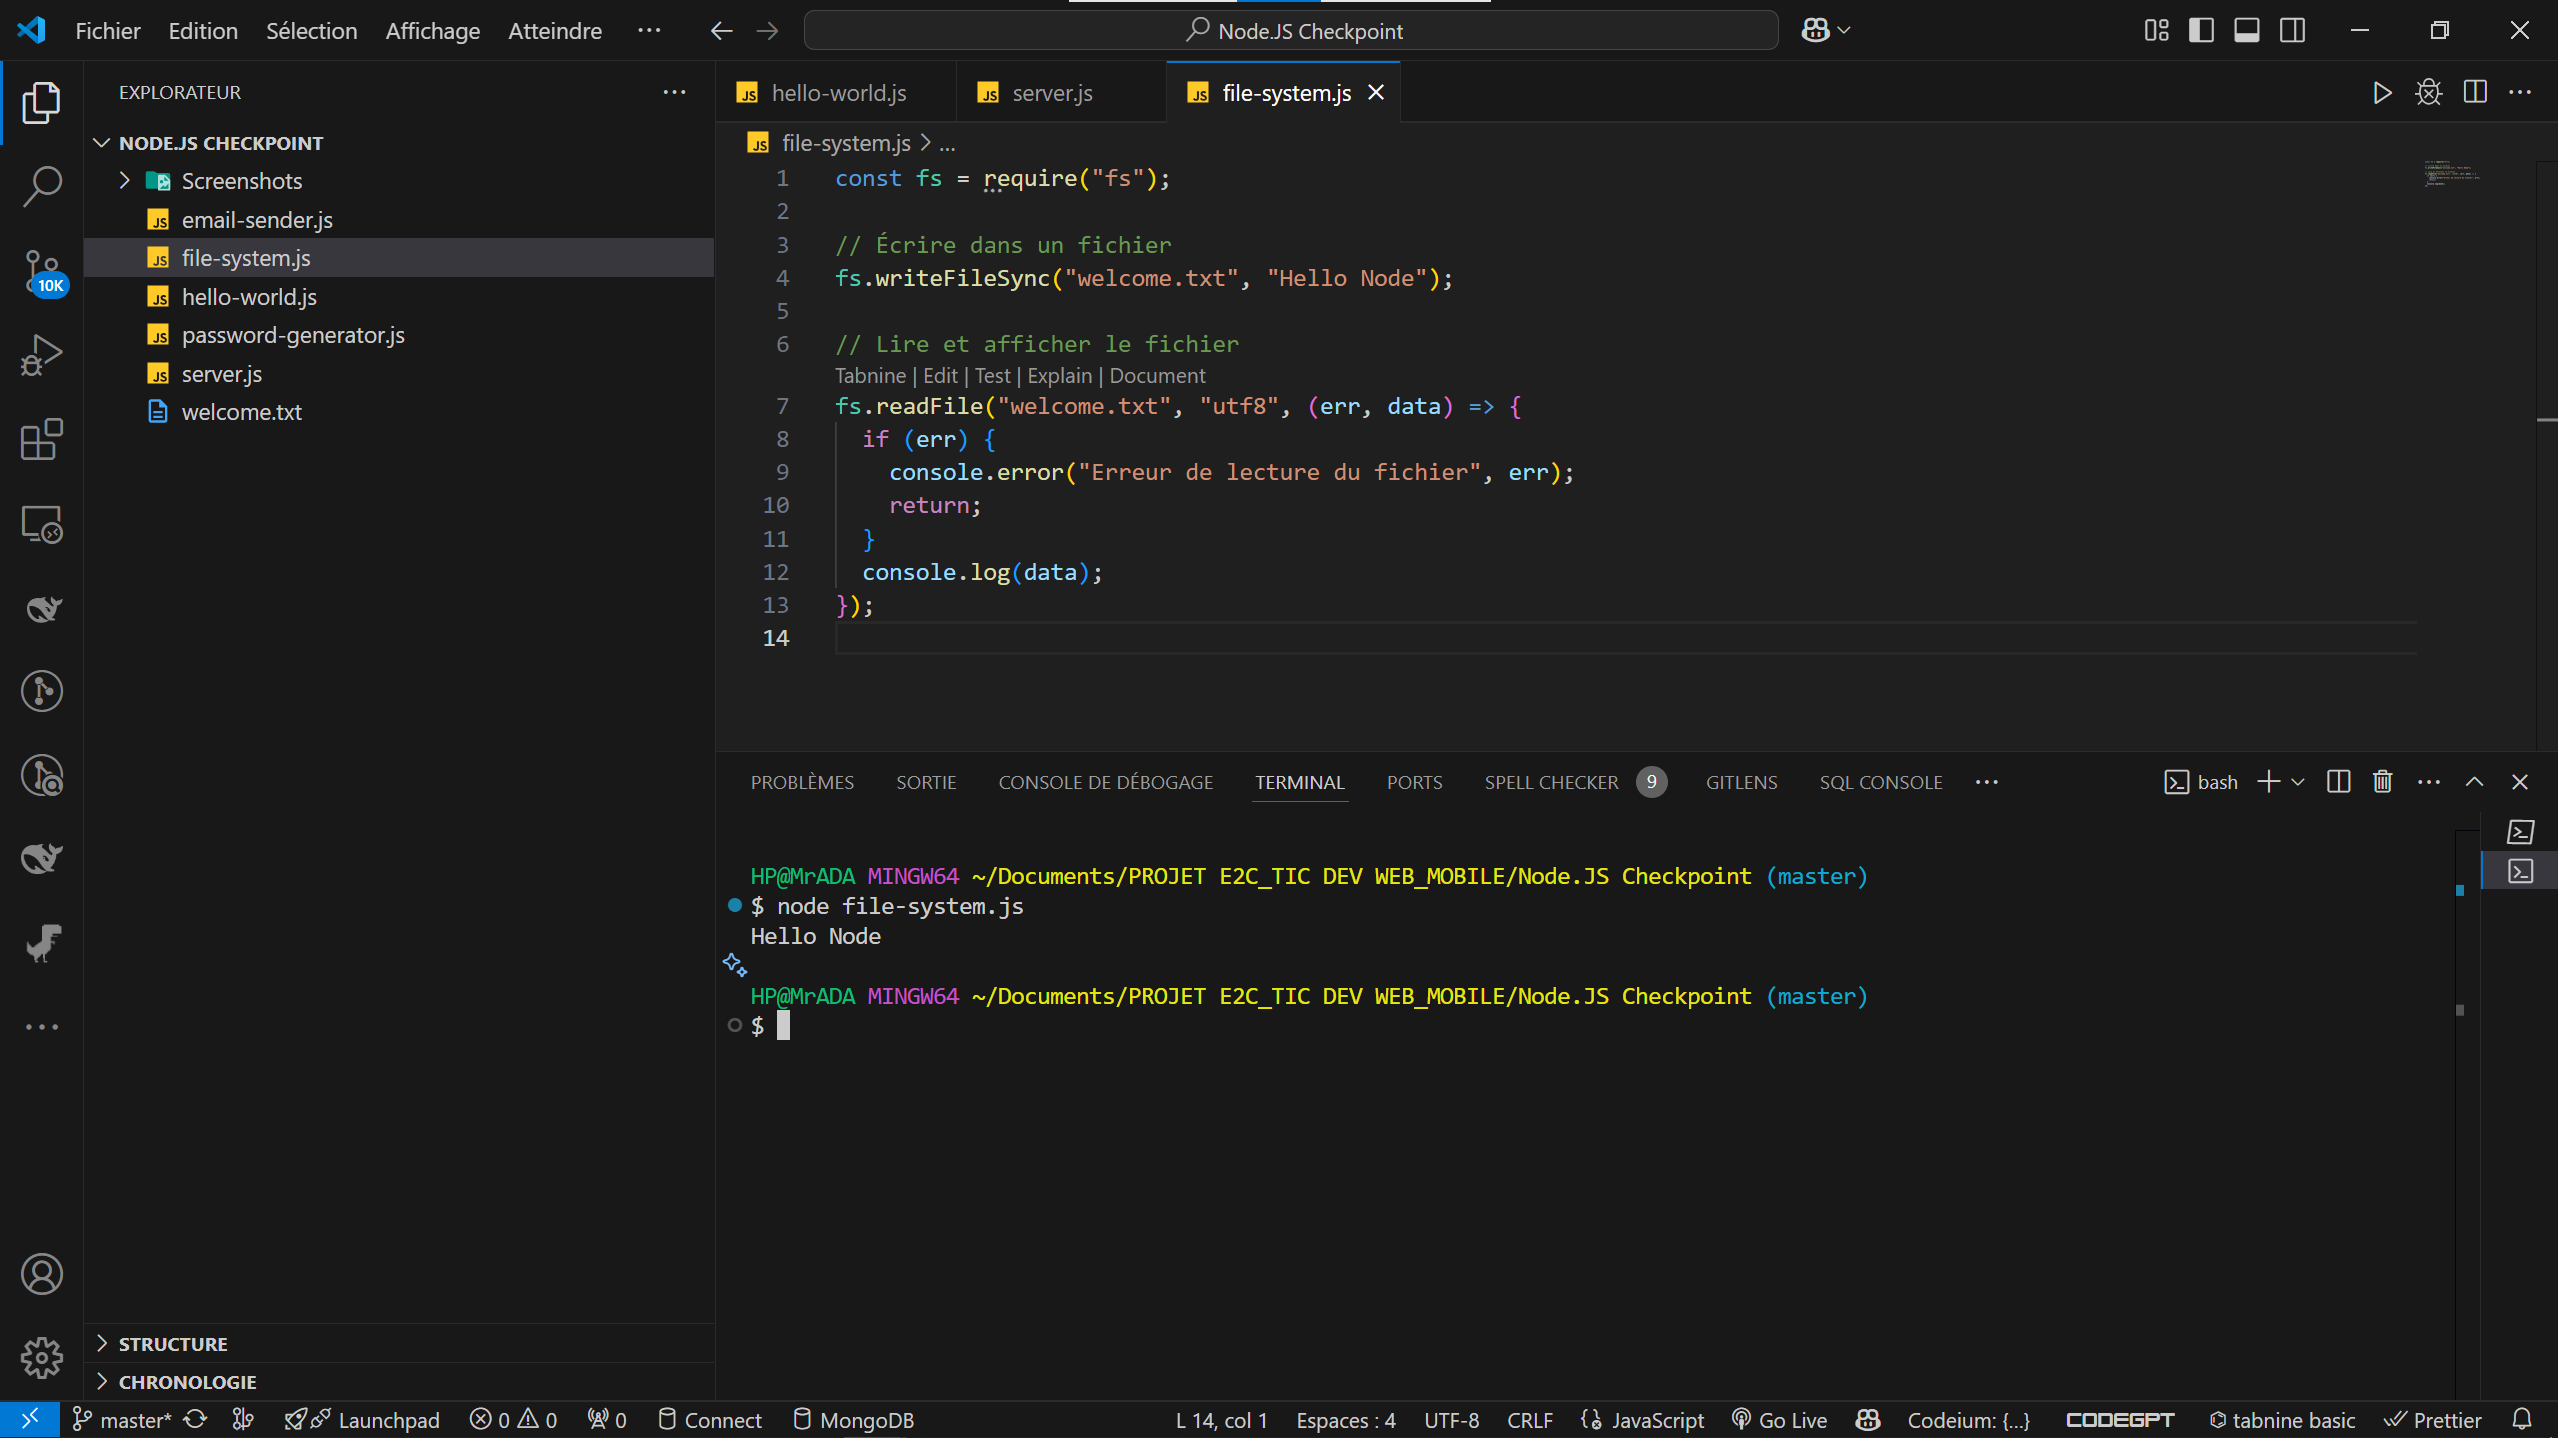 Fichier Edition Sélection Affichage Atteindre ··· Node.JS Checkpoint
EXPLORATEUR ···
NODE.JS CHECKPOINT
Screenshots
email-sender.js
file-system.js
10K
hello-world.js
password-generator.js
server.js
welcome.txt
hello-world.js server.js file-system.js
file-system.js > ...
1 const fs = require("fs");
2
3 // Écrire dans un fichier
4 fs.writeFileSync("welcome.txt", "Hello Node");
5
6 // Lire et afficher le fichier
Tabnine | Edit | Test | Explain | Document
7 fs.readFile("welcome.txt", "utf8", (err, data) => {
8 if (err) {
9 console.error("Erreur de lecture du fichier", err);
10 return;
11 }
12 console.log(data);
13 });
14
PROBLÈMES SORTIE CONSOLE DE DÉBOGAGE TERMINAL PORTS SPELL CHECKER 9 GITLENS SQL CONSOLE ··· bash
HP@MrADA MINGW64 ~/Documents/PROJET E2C_TIC DEV WEB_MOBILE/Node.JS Checkpoint (master)
$ node file-system.js
Hello Node
HP@MrADA MINGW64 ~/Documents/PROJET E2C_TIC DEV WEB_MOBILE/Node.JS Checkpoint (master)
$
STRUCTURE
CHRONOLOGIE
master* Launchpad 0 0 0 Connect MongoDB L 14, col 1 Espaces : 4 UTF-8 CRLF JavaScript Go Live Codeium: {...} CODEGPT tabnine basic Prettier